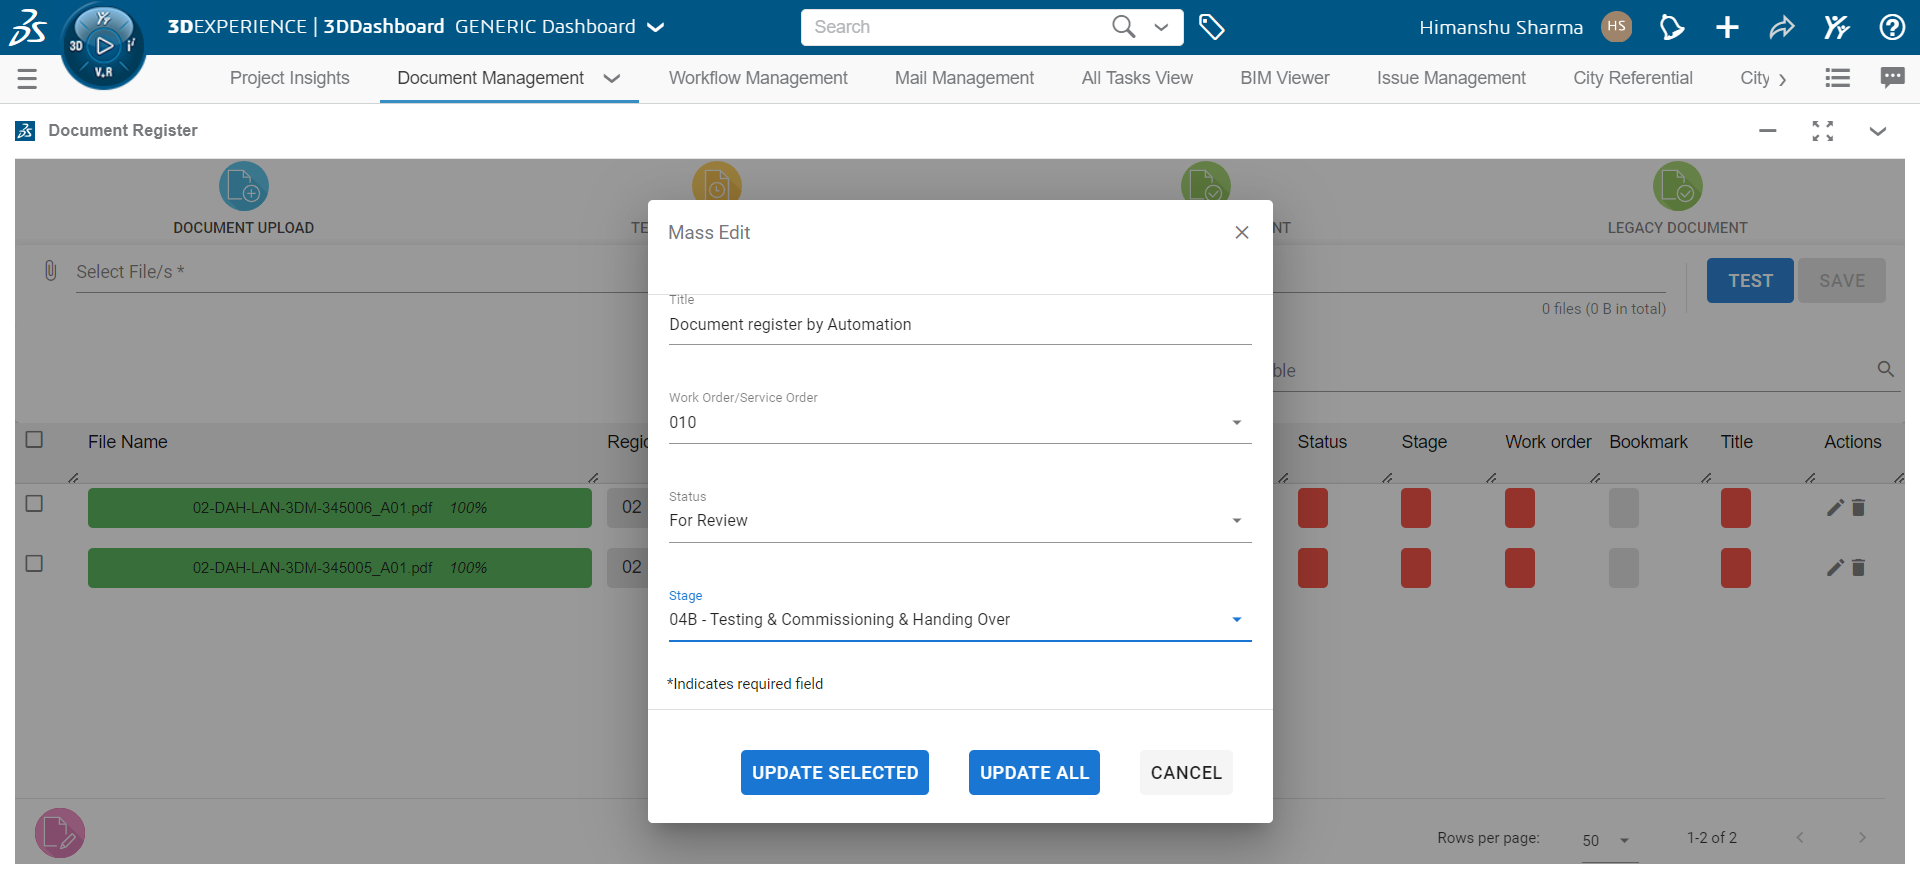 3DEXPERIENCE | 3DDashboard GENERIC Dashboard
Search
Himanshu Sharma HS
3D V.R
Project Insights Document Management Workflow Management Mail Management All Tasks View BIM Viewer Issue Management City Referential City
Document Register
DOCUMENT UPLOAD TE NT LEGACY DOCUMENT
Select File/s *
TEST SAVE
0 files (0 B in total)
ble
File Name Regio Status Stage Work order Bookmark Title Actions
02-DAH-LAN-3DM-345006_A01.pdf 100% 02
02-DAH-LAN-3DM-345005_A01.pdf 100% 02
Mass Edit
Title
Document register by Automation
Work Order/Service Order
010
Status
For Review
Stage
04B - Testing & Commissioning & Handing Over
*Indicates required field
UPDATE SELECTED UPDATE ALL CANCEL
Rows per page: 50 1-2 of 2